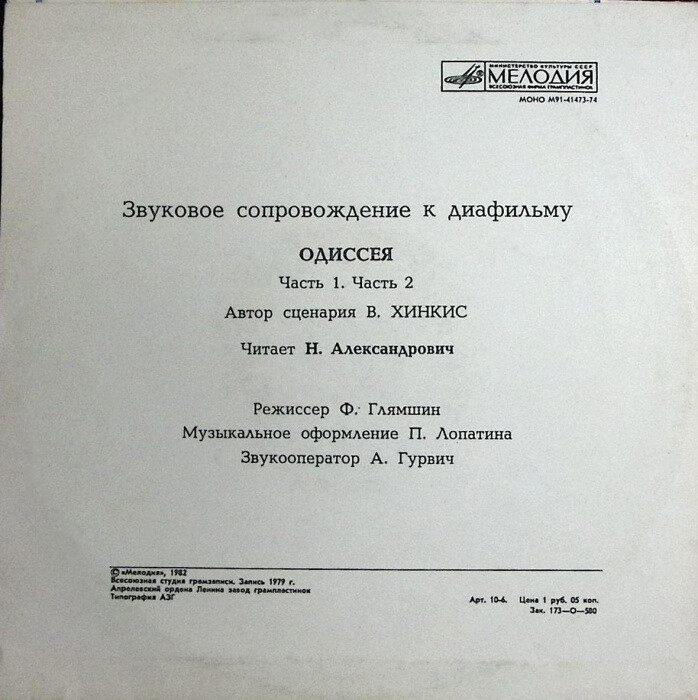 МИНИСТЕРСТВО КУЛЬТУРЫ СССР
МЕЛОДИЯ
ВСЕСОЮЗНАЯ ФИРМА ГРАМПЛАСТИНОК
МОНО М91-41473-74
Звуковое сопровождение к диафильму
ОДИССЕЯ
Часть 1. Часть 2
Автор сценария В. ХИНКИС
Читает Н. Александрович
Режиссер Ф. Глямшин
Музыкальное оформление П. Лопатина
Звукооператор А. Гурвич
© «Мелодия», 1982
Всесоюзная студия грамзаписи. Запись 1979 г.
Апрелевский ордена Ленина завод грампластинок
Типография АЗГ
Арт. 10-6. Цена 1 руб. 05 коп.
Зак. 173—О—580